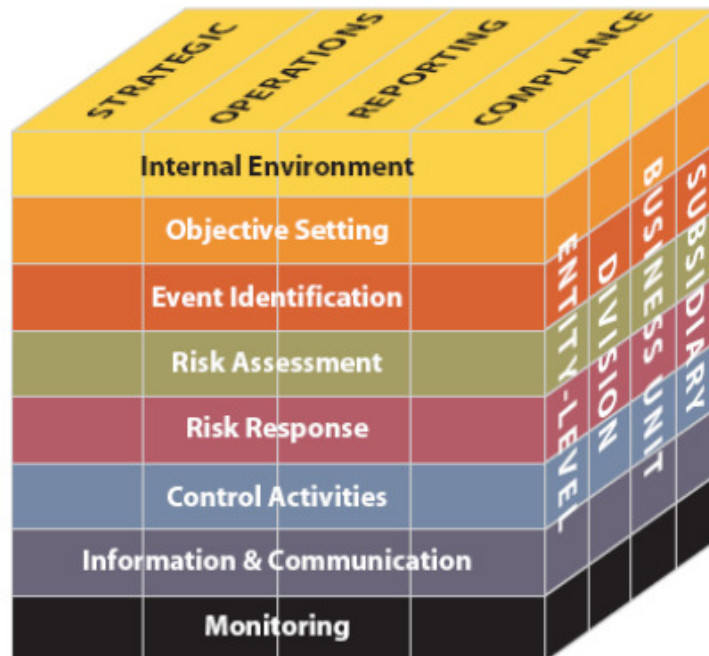 STRATEGIC
OPERATIONS
REPORTING
COMPLIANCE
Internal Environment
Objective Setting
Event Identification
Risk Assessment
Risk Response
Control Activities
Information & Communication
Monitoring
ENTITY-LEVEL
DIVISION
BUSINESS UNIT
SUBSIDIARY